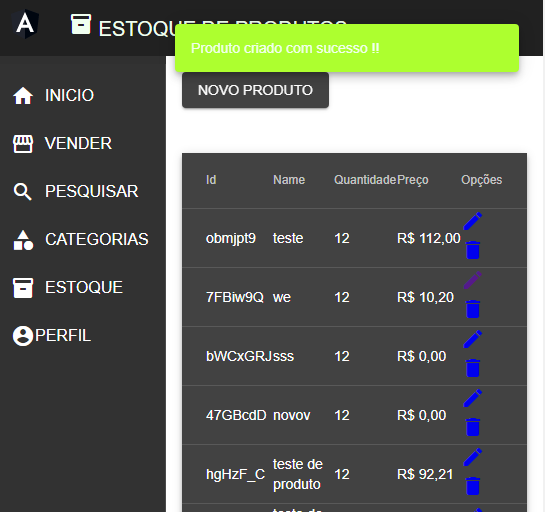 A
ESTOQUE DE PRODUTOS
Produto criado com sucesso !!
NOVO PRODUTO
INICIO
VENDER
PESQUISAR
CATEGORIAS
ESTOQUE
PERFIL
Id Name Quantidade Preço Opções
obmjpt9 teste 12 R$ 112,00
7FBiw9Q we 12 R$ 10,20
bWCxGRJ sss 12 R$ 0,00
47GBcdD novov 12 R$ 0,00
hgHzF_C teste de produto 12 R$ 92,21
teste de